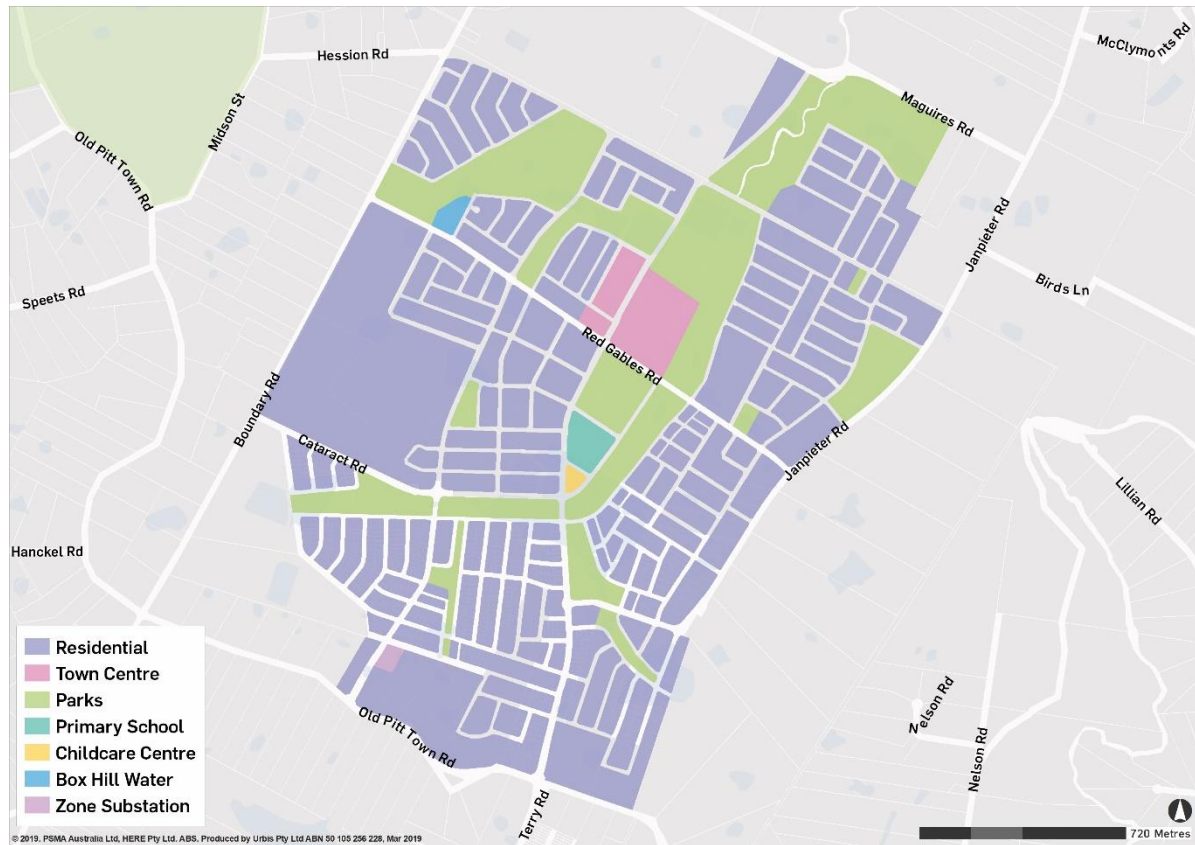 McClymonts Rd
Hession Rd
Maguires Rd
Midson St
Old Pitt Town Rd
Janpieter Rd
Birds Ln
Speets Rd
Red Gables Rd
Boundary Rd
Cataract Rd
Janpieter Rd
Lillian Rd
Hanckel Rd
Residential
Town Centre
Parks
Primary School
Childcare Centre
Box Hill Water
Zone Substation
Old Pitt Town Rd
Nelson Rd
Nelson Rd
Terry Rd
720 Metres
© 2019. PSMA Australia Ltd, HERE Pty Ltd. ABS. Produced by Urbis Pty Ltd ABN 50 105 256 228, Mar 2019